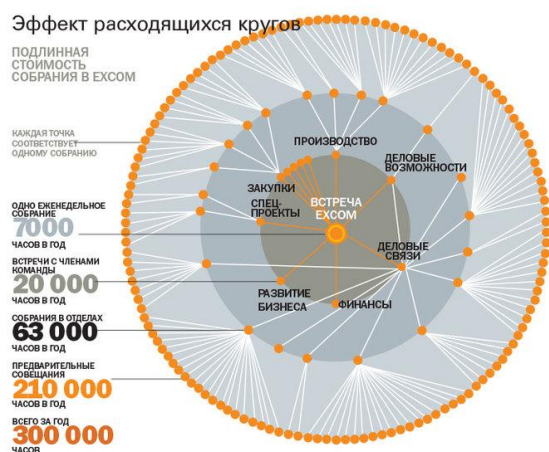 Эффект расходящихся кругов
ПОДЛИННАЯ
СТОИМОСТЬ
СОБРАНИЯ В EXCOM
КАЖДАЯ ТОЧКА
СООТВЕТСТВУЕТ
ОДНОМУ СОБРАНИЮ
ОДНО ЕЖЕНЕДЕЛЬНОЕ
СОБРАНИЕ
7000
ЧАСОВ В ГОД
ВСТРЕЧИ С ЧЛЕНАМИ
КОМАНДЫ
20 000
ЧАСОВ В ГОД
СОБРАНИЯ В ОТДЕЛАХ
63 000
ЧАСОВ В ГОД
ПРЕДВАРИТЕЛЬНЫЕ
СОВЕЩАНИЯ
210 000
ЧАСОВ В ГОД
ВСЕГО ЗА ГОД
300 000
ЧАСОВ
ПРОИЗВОДСТВО
ДЕЛОВЫЕ
ВОЗМОЖНОСТИ
ЗАКУПКИ
СПЕЦ-
ПРОЕКТЫ
ВСТРЕЧА
EXCOM
ДЕЛОВЫЕ
СВЯЗИ
РАЗВИТИЕ
БИЗНЕСА
ФИНАНСЫ